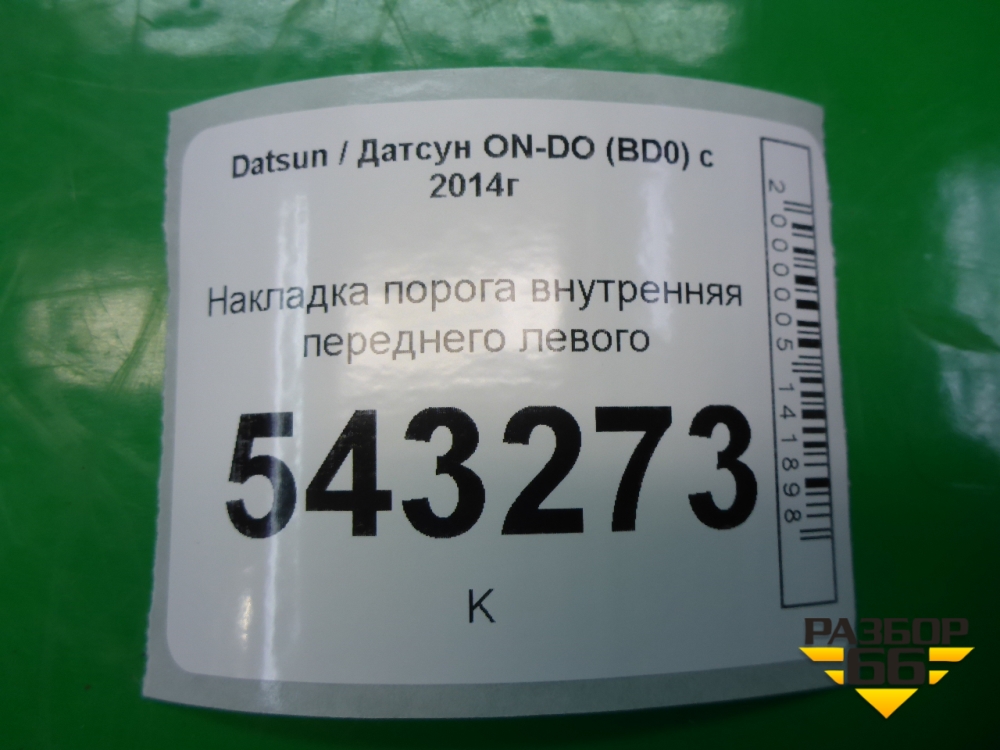 Datsun / Датсун ON-DO (BD0) с
2014г
Накладка порога внутренняя
переднего левого
543273
К
2000005141898
РАЗБОР
66